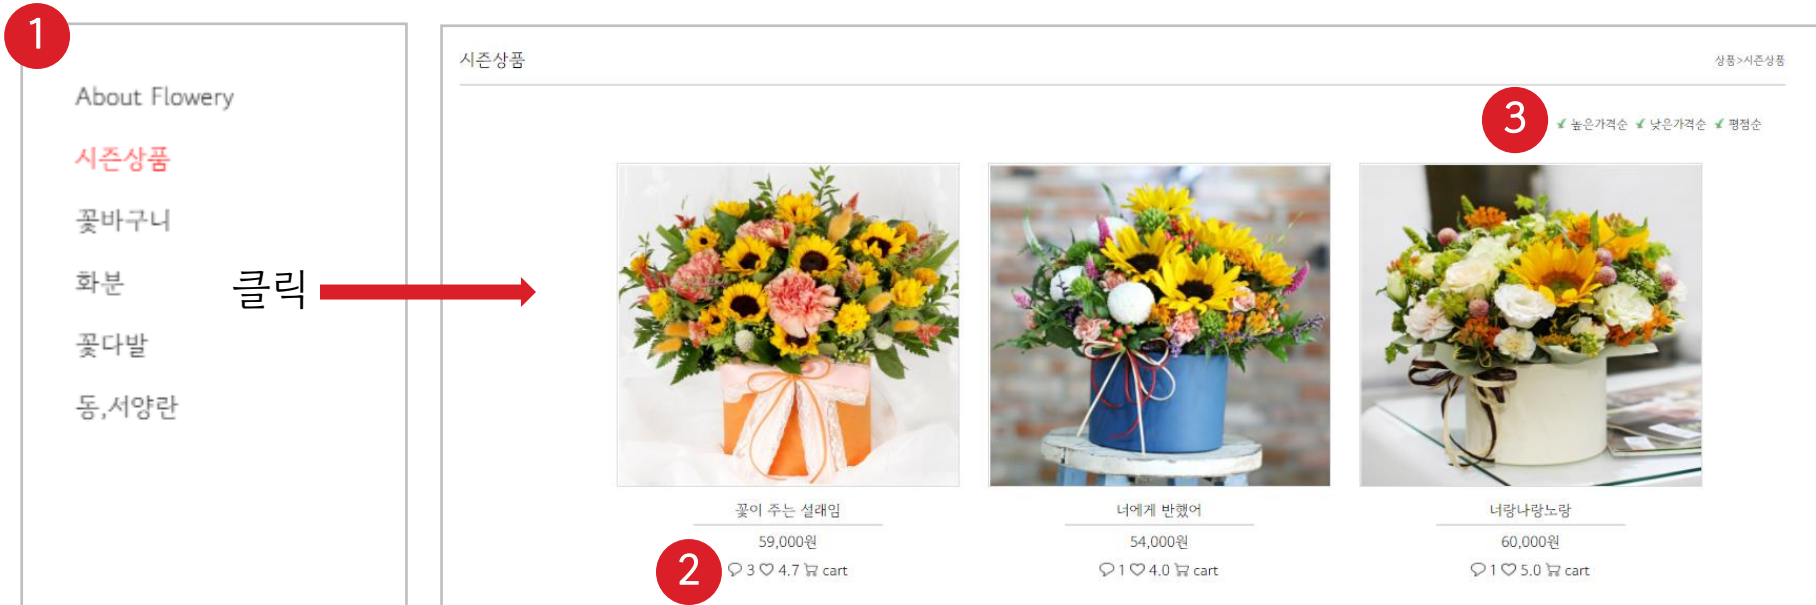 1
About Flowery
시즌상품
꽃바구니
화분
꽃다발
동,서양란
클릭
시즌상품
상품>시즌상품
3
높은가격순 낮은가격순 평점순
꽃이 주는 설래임
59,000원
2
3 4.7 cart
너에게 반했어
54,000원
1 4.0 cart
너랑나랑노랑
60,000원
1 5.0 cart